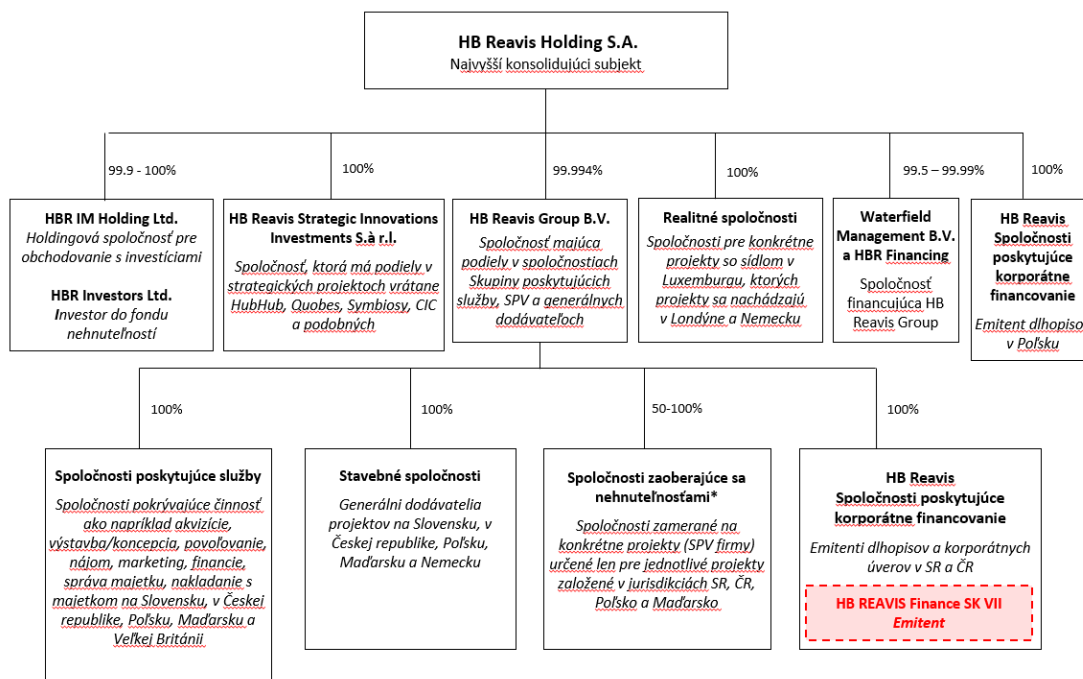 HB Reavis Holding S.A.
Najvyšší konsolidujúci subjekt
99.9 - 100%
100%
99.994%
100%
99.5 – 99.99%
100%
HBR IM Holding Ltd.
Holdingová spoločnosť pre
obchodovanie s investíciami
HBR Investors Ltd.
Investor do fondu
nehnuteľností
HB Reavis Strategic Innovations
Investments S.à r.l.
Spoločnosť, ktorá má podiely v
strategických projektoch vrátane
HubHub, Quobes, Symbiosy, CIC
a podobných
HB Reavis Group B.V.
Spoločnosť majúca
podiely v spoločnostiach
Skupiny poskytujúcich
služby, SPV a generálnych
dodávateľoch
Realitné spoločnosti
Spoločnosti pre konkrétne
projekty so sídlom v
Luxemburgu, ktorých
projekty sa nachádzajú
v Londýne a Nemecku
Waterfield
Management B.V.
a HBR Financing
Spoločnosť
financujúca HB
Reavis Group
HB Reavis
Spoločnosti
poskytujúce
korporátne
financovanie
Emitent dlhopisov
v Poľsku
100%
100%
50-100%
100%
Spoločnosti poskytujúce služby
Spoločnosti pokrývajúce činnosť
ako napríklad akvizície,
výstavba/koncepcia, povoľovanie,
nájom, marketing, financie,
správa majetku, nakladanie s
majetkom na Slovensku, v Českej
republike, Poľsku, Maďarsku a
Veľkej Británii
Stavebné spoločnosti
Generálni dodávatelia
projektov na Slovensku, v
Českej republike, Poľsku,
Maďarsku a Nemecku
Spoločnosti zaoberajúce sa
nehnuteľnosťami*
Spoločnosti zamerané na
konkrétne projekty (SPV firmy)
určené len pre jednotlivé projekty
založené v jurisdikciách SR, ČR,
Poľsko a Maďarsko
HB Reavis
Spoločnosti poskytujúce
korporátne financovanie
Emitenti dlhopisov a korporátnych
úverov v SR a ČR
HB REAVIS Finance SK VII
Emitent